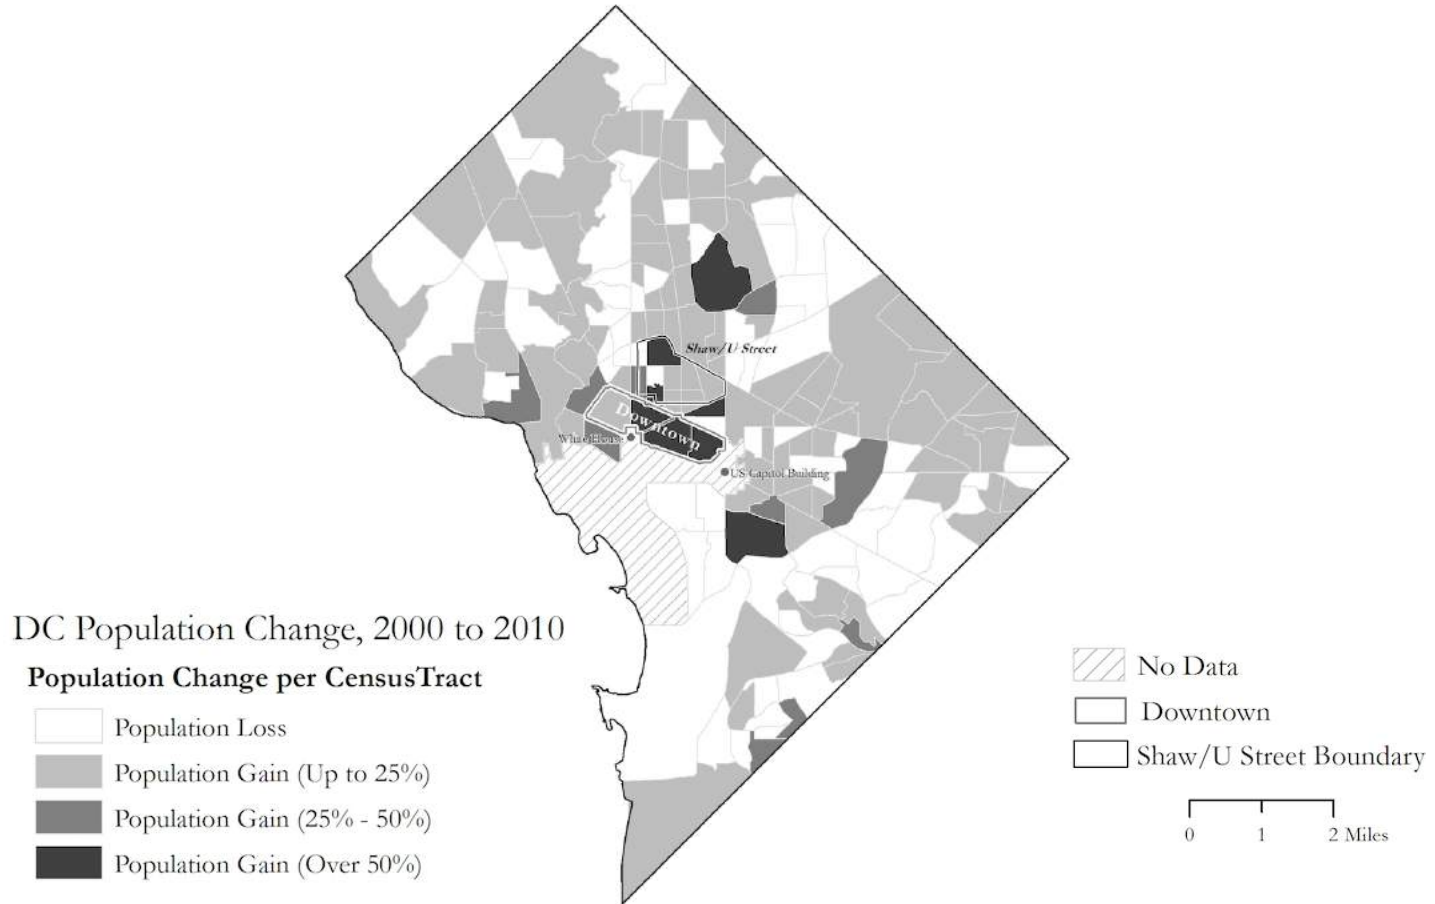 Shaw/U Street
Downtown
White House
US Capitol Building
DC Population Change, 2000 to 2010
Population Change per CensusTract
Population Loss
Population Gain (Up to 25%)
Population Gain (25% - 50%)
Population Gain (Over 50%)
No Data
Downtown
Shaw/U Street Boundary
0 1 2 Miles